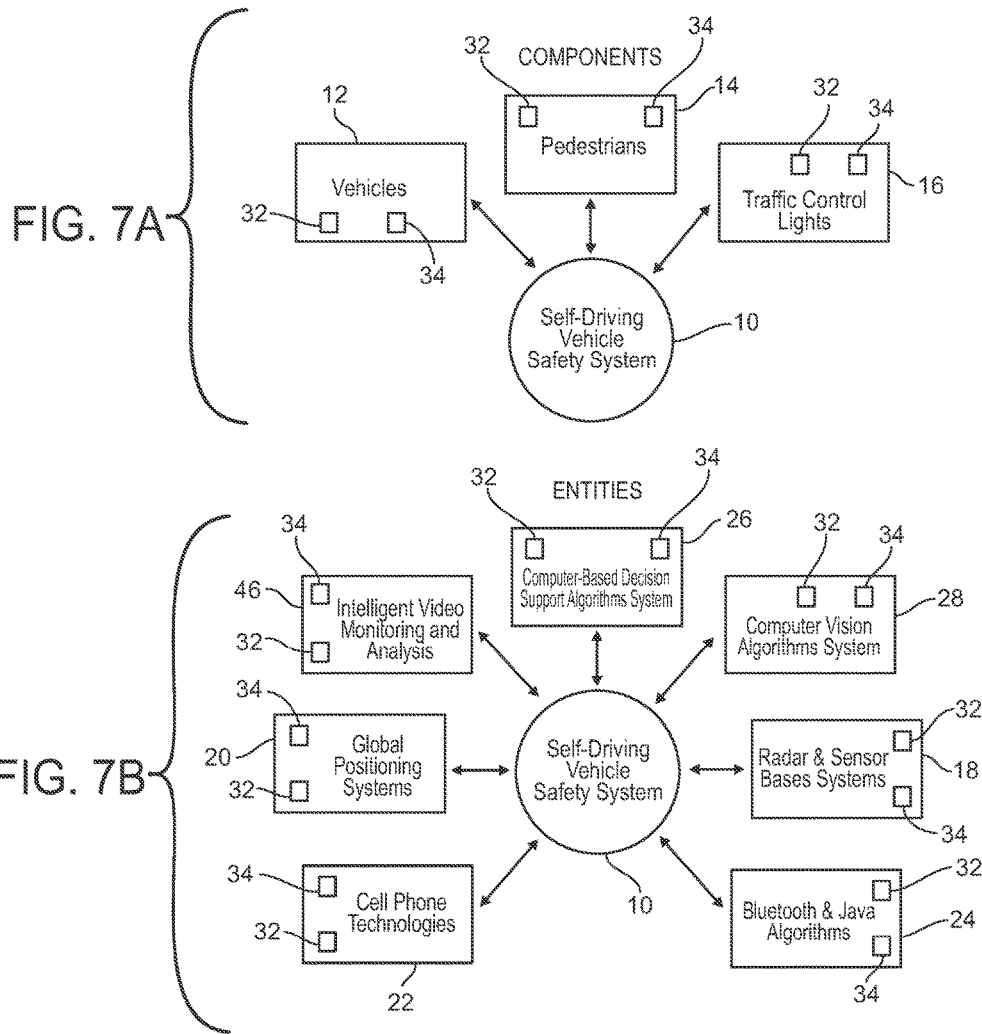 32
COMPONENTS
34
12
14
32
34
Pedestrians
Vehicles
16
Traffic Control
Lights
32
34
FIG. 7A
Self-Driving
Vehicle
Safety System
10
32
ENTITIES
34
26
34
32
34
46
Computer-Based Decision
Support Algorithms System
28
Intelligent Video
Monitoring and
Analysis
Computer Vision
Algorithms System
32
34
32
20
Global
Positioning
Systems
Self-Driving
Vehicle
Safety System
Radar & Sensor
Bases Systems
18
FIG. 7B
32
34
34
32
Cell Phone
Technologies
10
Bluetooth & Java
Algorithms
32
24
22
34